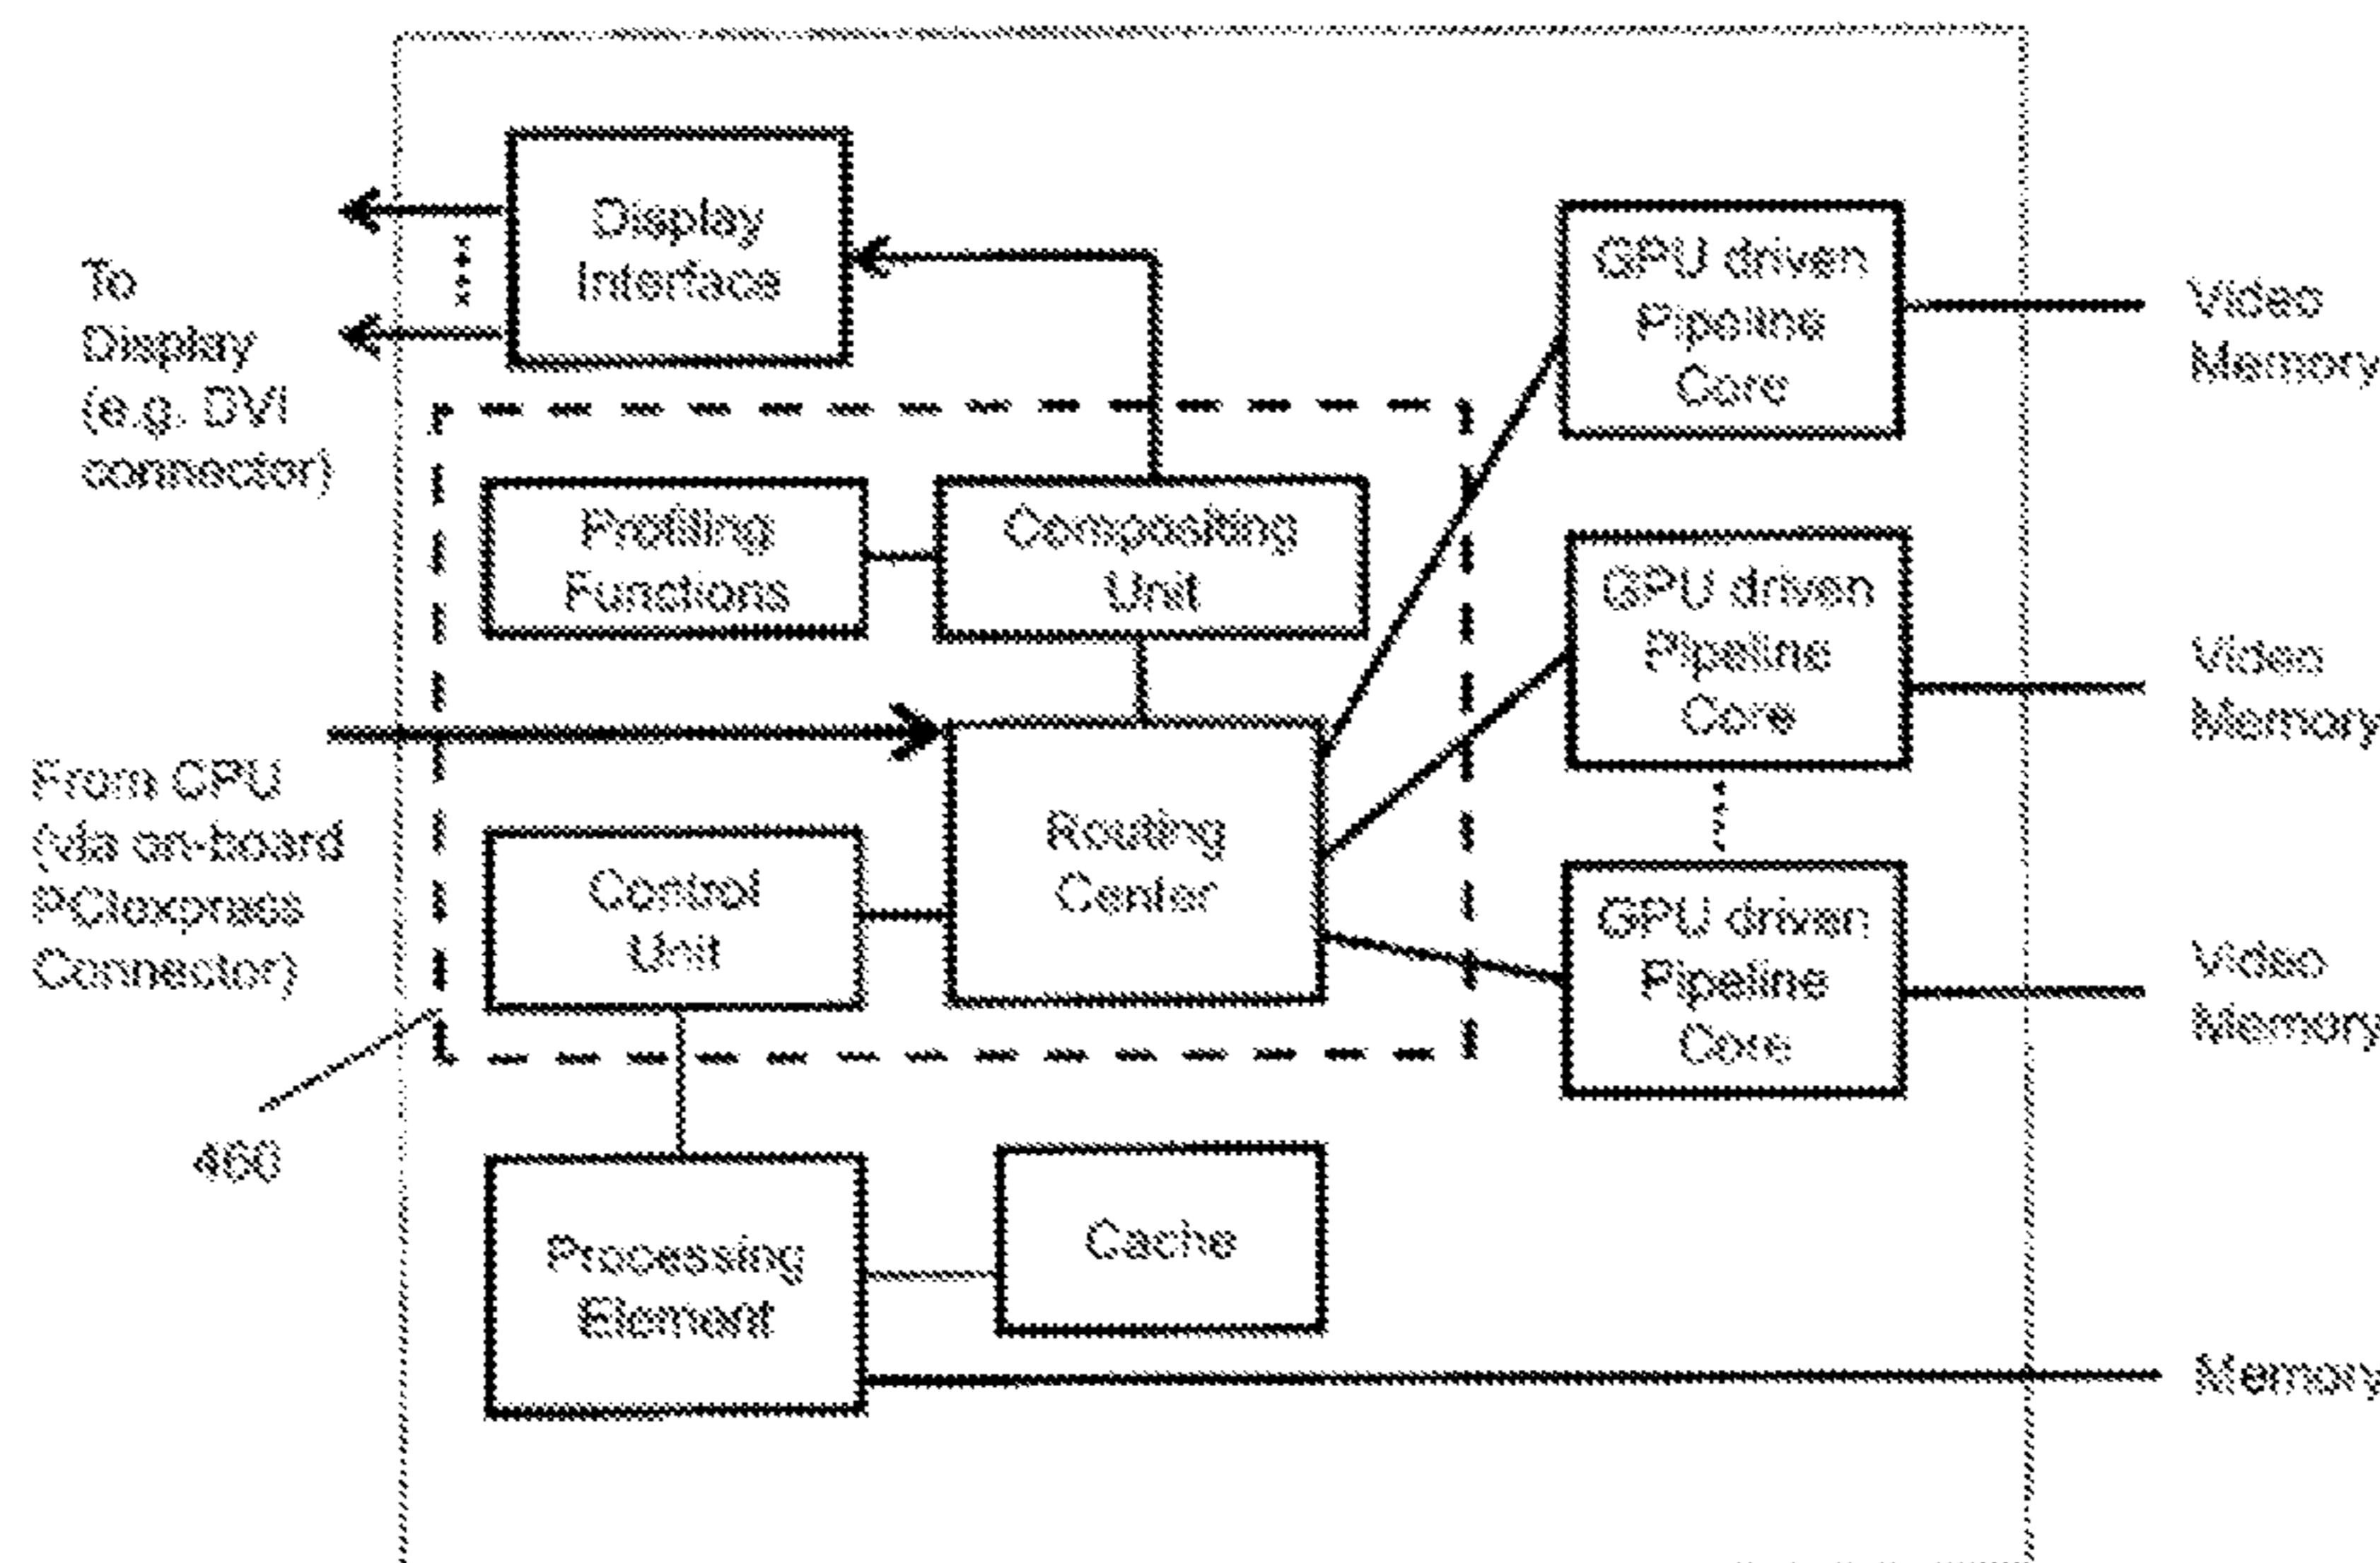 To
Display
(e.g. DVI
connector)
Display
Interface
GPU driven
Pipeline
Core
Video
Memory
Profiling
Functions
Compositing
Unit
GPU driven
Pipeline
Core
Video
Memory
From CPU
(via on-board
PCIexpress
Connector)
Control
Unit
Routing
Center
GPU driven
Pipeline
Core
Video
Memory
460
Processing
Element
Cache
Memory